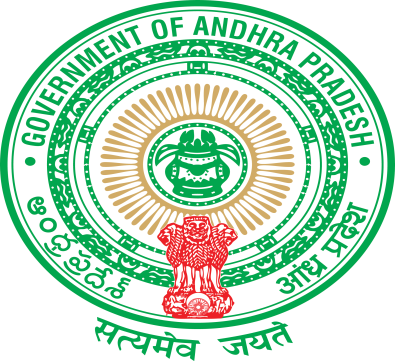 • GOVERNMENT OF ANDHRA PRADESH •
ఆంధ్రప్రదేశ్
आंध्र प्रदेश
सत्यमेव जयते